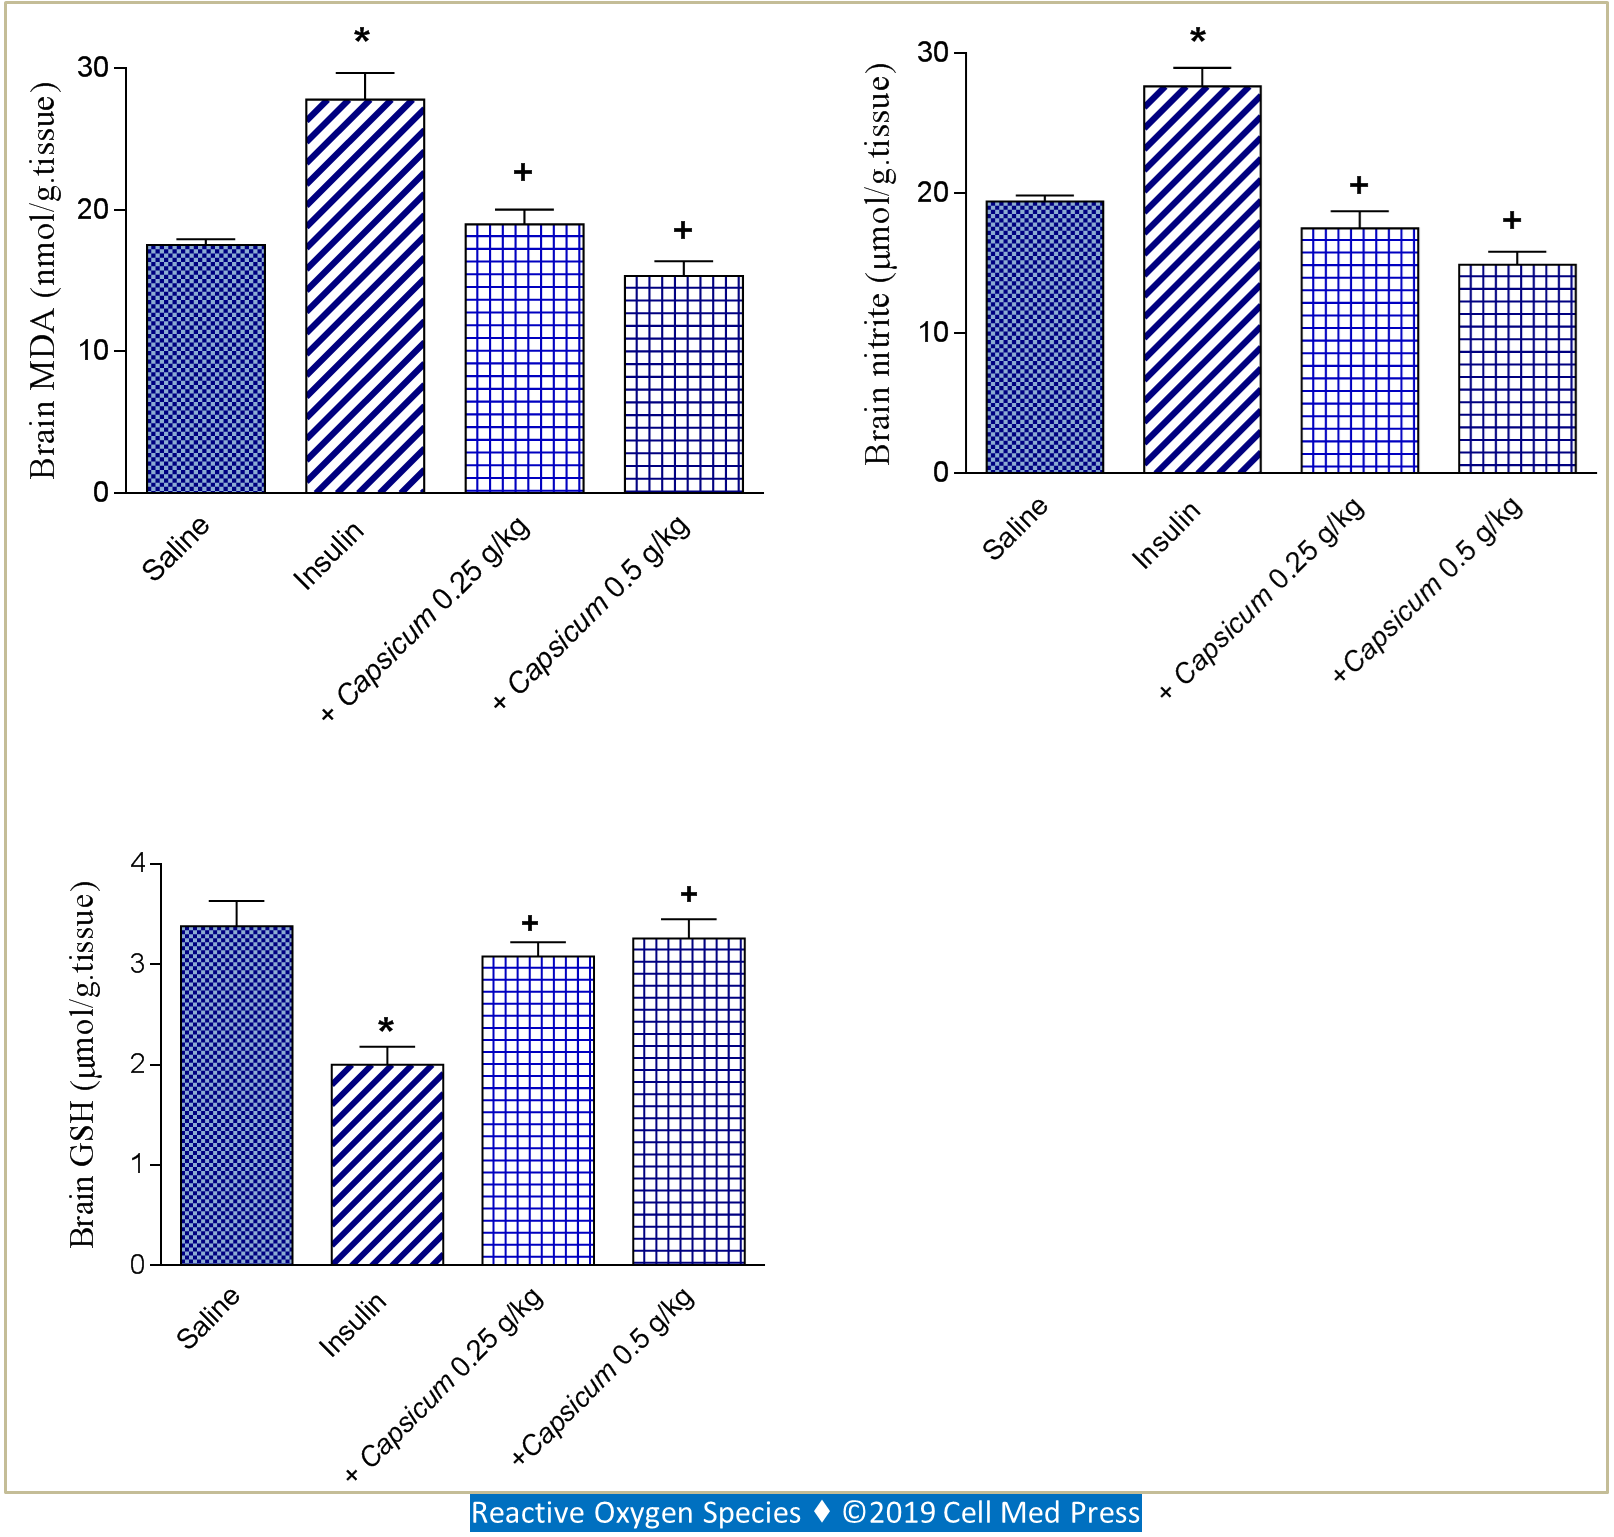 *
30
+
20
+
10
0
Brain MDA (nmol/g.tissue)
Saline
Insulin
+ Capsicum 0.25 g/kg
+ Capsicum 0.5 g/kg
*
30
+
20
+
10
0
Brain nitrite (μmol/g.tissue)
Saline
Insulin
+ Capsicum 0.25 g/kg
+Capsicum 0.5 g/kg
4
+
+
3
*
2
1
0
Brain GSH (μmol/g.tissue)
Saline
Insulin
+ Capsicum 0.25 g/kg
+Capsicum 0.5 g/kg
Reactive Oxygen Species ♦ ©2019 Cell Med Press